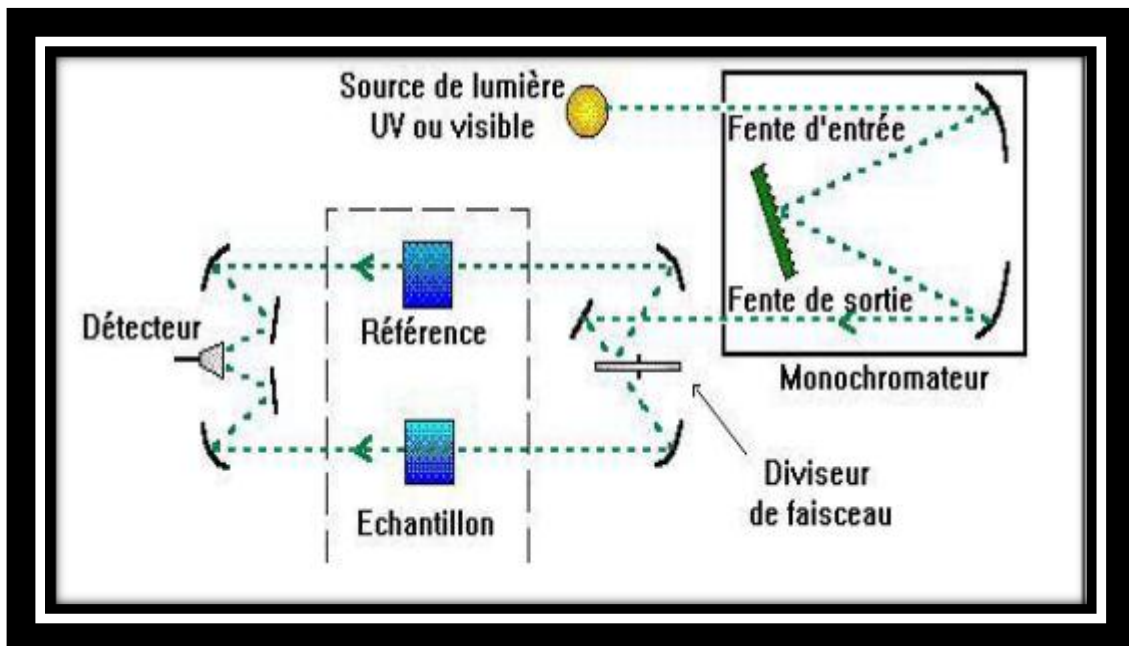 Source de lumière
UV ou visible
Fente d'entrée
Fente de sortie
Monochromateur
Détecteur
Référence
Echantillon
Diviseur
de faisceau